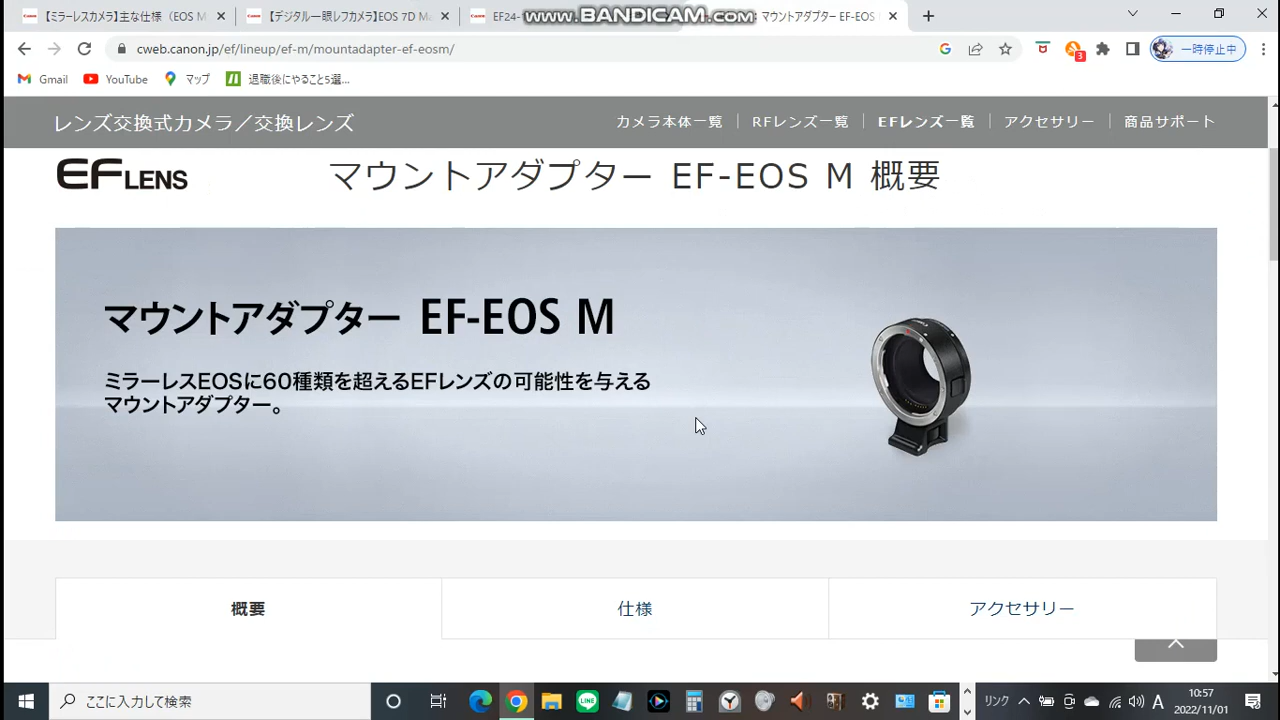 【ミラーレスカメラ】主な仕様（EOS M
【デジタル一眼レフカメラ】EOS 7D Ma
EF24-
www.BANDICAM.com
マウントアダプター EF-EOS
cweb.canon.jp/ef/lineup/ef-m/mountadapter-ef-eosm/
3
一時停止中
Gmail
YouTube
マップ
退職後にやること5選...
レンズ交換式カメラ／交換レンズ
カメラ本体一覧
RFレンズ一覧
EFレンズ一覧
アクセサリー
商品サポート
EF LENS
マウントアダプター EF-EOS M 概要
マウントアダプター EF-EOS M
ミラーレスEOSに60種類を超えるEFレンズの可能性を与える
マウントアダプター。
概要
仕様
アクセサリー
ここに入力して検索
リンク
A
10:57
2022/11/01